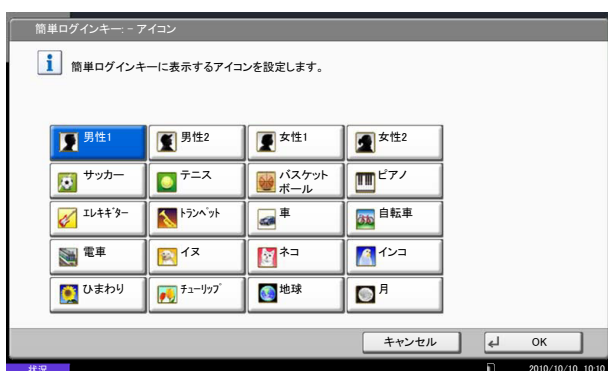 簡単ログインキー: - アイコン
簡単ログインキーに表示するアイコンを設定します。
男性1 男性2 女性1 女性2
サッカー テニス バスケット
ボール ピアノ
エレキギター トランペット 車 自転車
電車 イヌ ネコ インコ
ひまわり チューリップ 地球 月
キャンセル OK
状況 2010/10/10 10:10